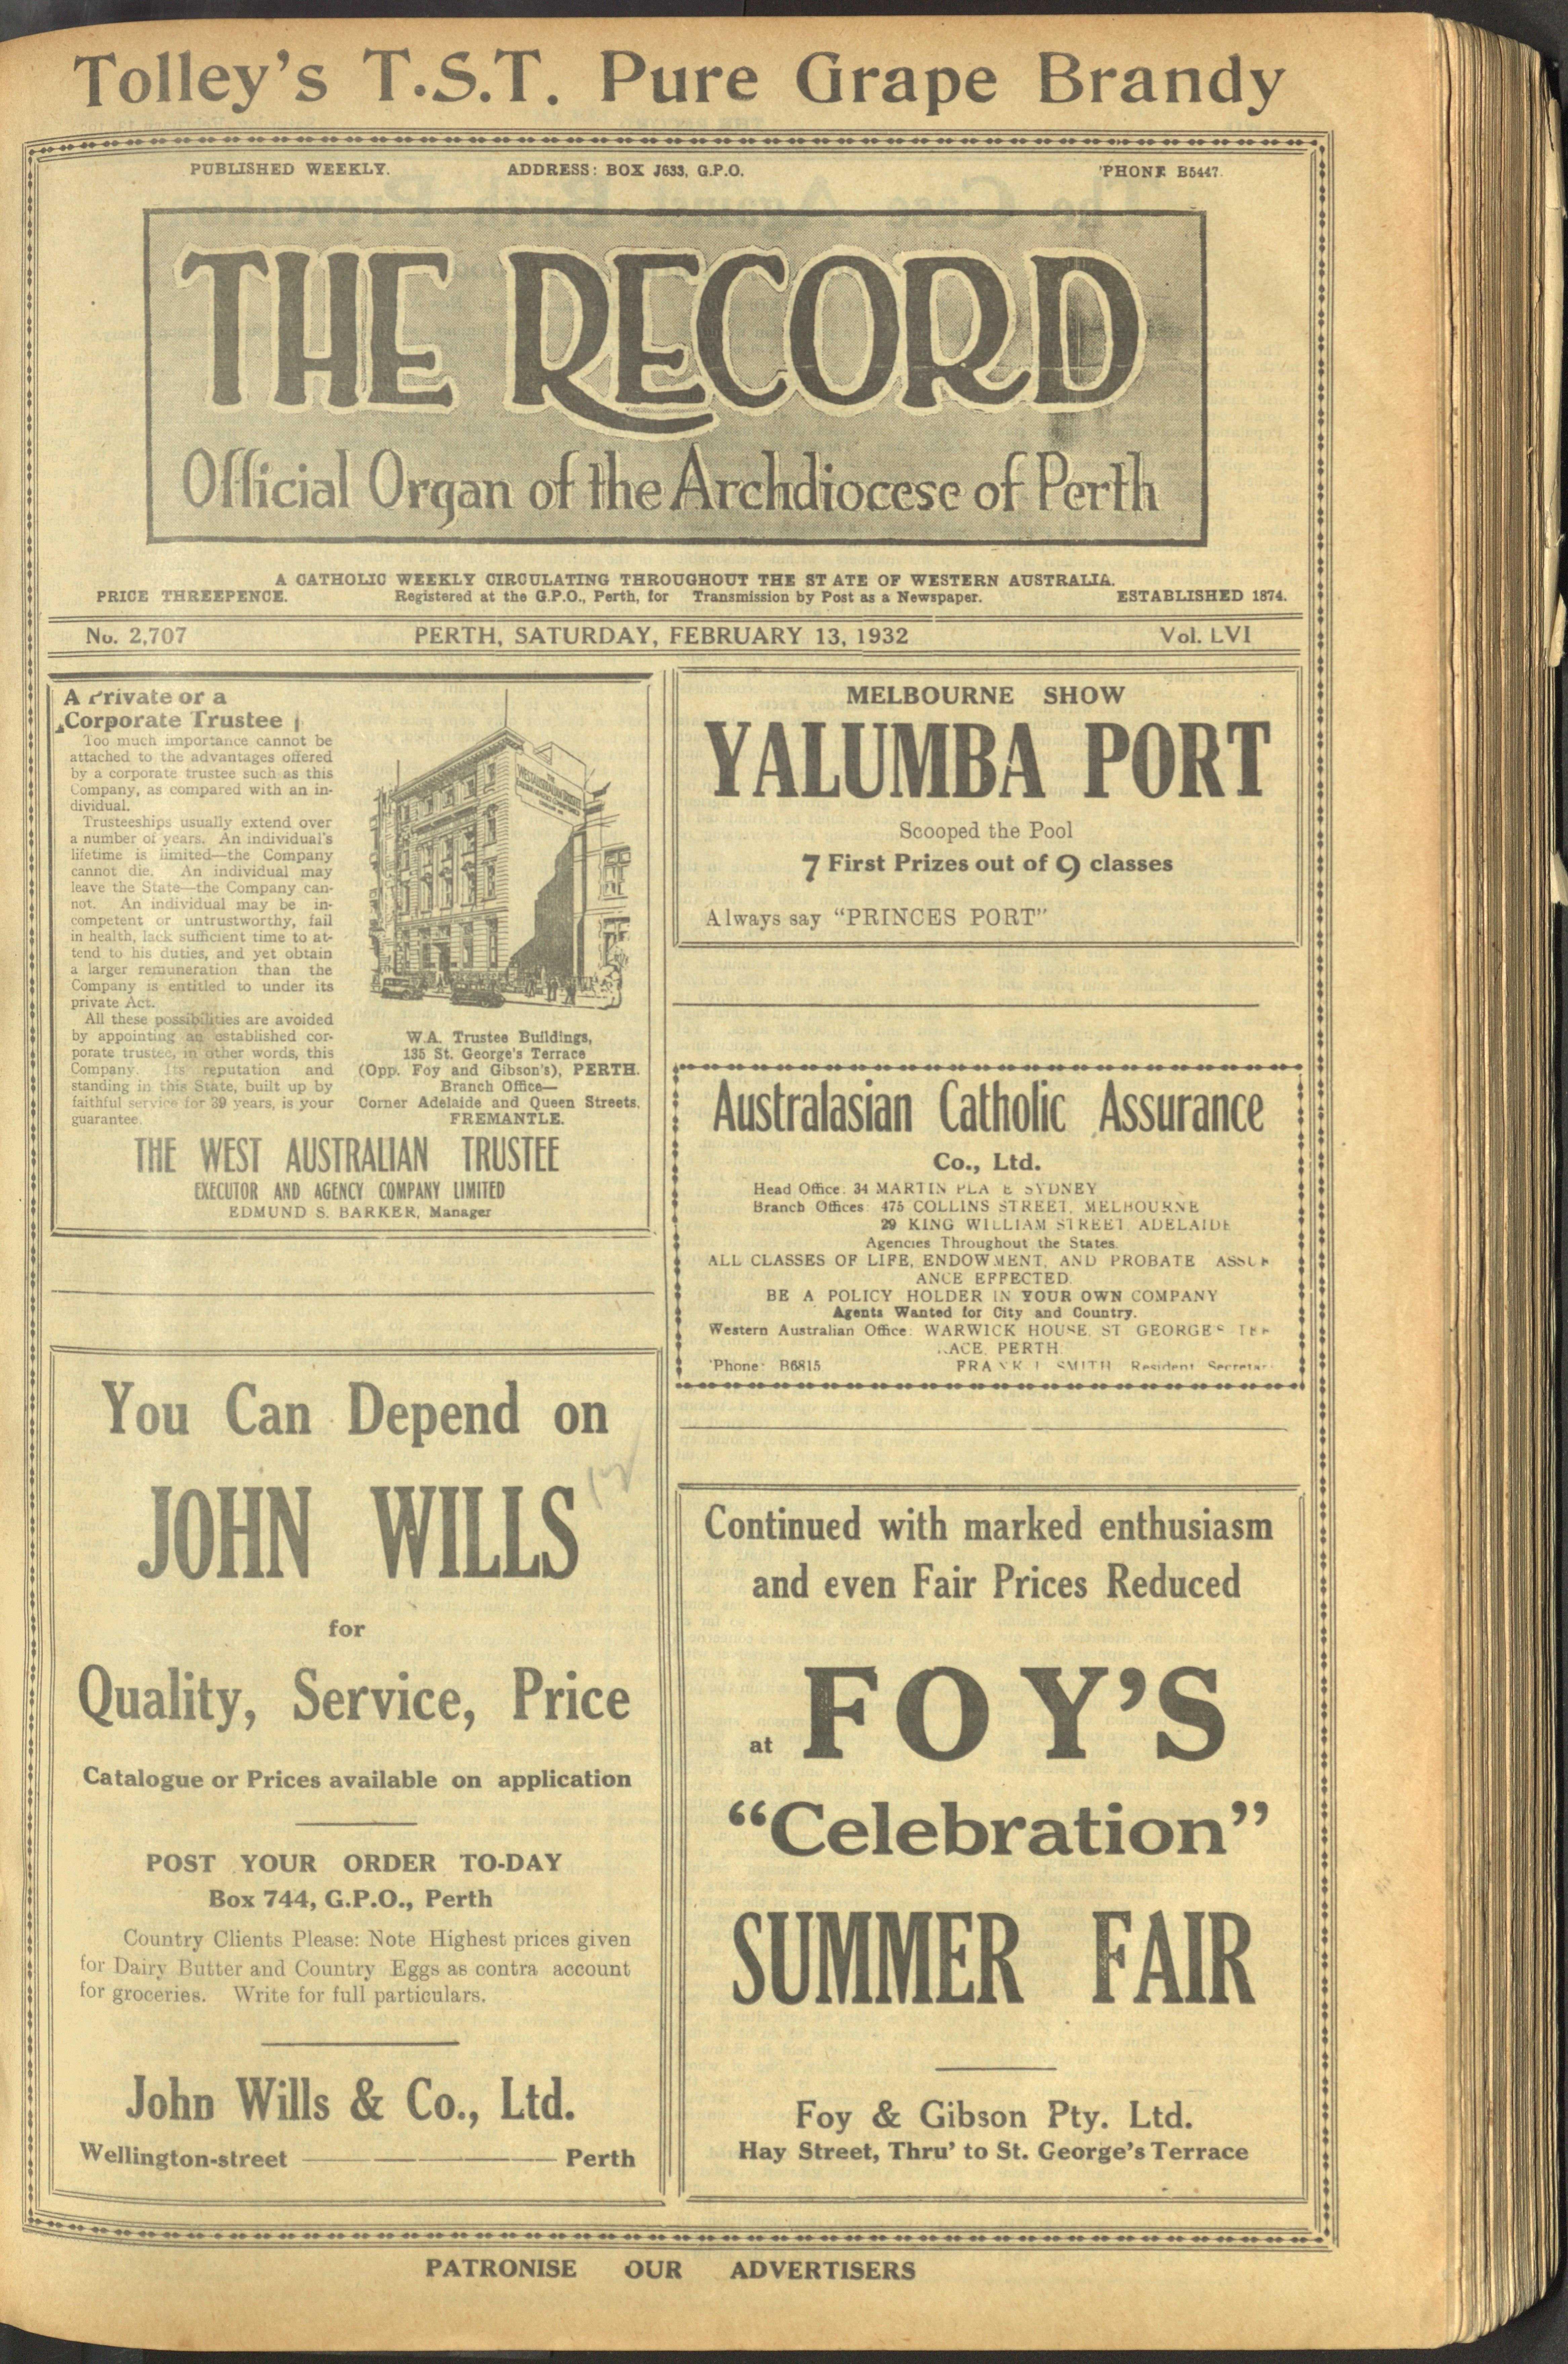 Tolley's T.S.T. Pure Grape Brandy
PUBLISHED WEEKLY. ADDRESS: BOX J633, G.P.O. 'PHONE B5447.
THE RECORD
Official Organ of the Archdiocese of Perth
A CATHOLIC WEEKLY CIRCULATING THROUGHOUT THE STATE OF WESTERN AUSTRALIA.
PRICE THREEPENCE. Registered at the G.P.O., Perth, for Transmission by Post as a Newspaper. ESTABLISHED 1874.
No. 2,707 PERTH, SATURDAY, FEBRUARY 13, 1932 Vol. LVI
A Private or a
Corporate Trustee
Too much importance cannot be
attached to the advantages offered
by a corporate trustee such as this
Company, as compared with an in-
dividual.
Trusteeships usually extend over
a number of years. An individual's
lifetime is limited—the Company
cannot die. An individual may
leave the State—the Company can-
not. An individual may be in-
competent or untrustworthy, fail
in health, lack sufficient time to at-
tend to his duties, and yet obtain
a larger remuneration than the
Company is entitled to under its
private Act.
All these possibilities are avoided
by appointing an established cor-
porate trustee, in other words, this
Company. Its reputation and
standing in this State, built up by
faithful service for 39 years, is your
guarantee.
W.A. Trustee Buildings,
135 St. George's Terrace
(Opp. Foy and Gibson's), PERTH.
Branch Office—
Corner Adelaide and Queen Streets,
FREMANTLE.
THE WEST AUSTRALIAN TRUSTEE
EXECUTOR AND AGENCY COMPANY LIMITED
EDMUND S. BARKER, Manager
You Can Depend on
JOHN WILLS
for
Quality, Service, Price
Catalogue or Prices available on application
POST YOUR ORDER TO-DAY
Box 744, G.P.O., Perth
Country Clients Please: Note Highest prices given
for Dairy Butter and Country Eggs as contra account
for groceries. Write for full particulars.
John Wills & Co., Ltd.
Wellington-street Perth
MELBOURNE SHOW
YALUMBA PORT
Scooped the Pool
7 First Prizes out of 9 classes
Always say "PRINCES PORT"
Australasian Catholic Assurance
Co., Ltd.
Head Office: 34 MARTIN PLA E SYDNEY
Branch Offices: 475 COLLINS STREET, MELBOURNE
29 KING WILLIAM STREET, ADELAIDE
Agencies Throughout the States.
ALL CLASSES OF LIFE, ENDOWMENT, AND PROBATE ASSUR
ANCE EFFECTED.
BE A POLICY HOLDER IN YOUR OWN COMPANY
Agents Wanted for City and Country.
Western Australian Office: WARWICK HOUSE, ST GEORGE'S TER
RACE, PERTH
'Phone: B6815. FRANK J. SMITH, Resident Secretar
Continued with marked enthusiasm
and even Fair Prices Reduced
at FOY'S
"Celebration"
SUMMER FAIR
Foy & Gibson Pty. Ltd.
Hay Street, Thru' to St. George's Terrace
PATRONISE OUR ADVERTISERS